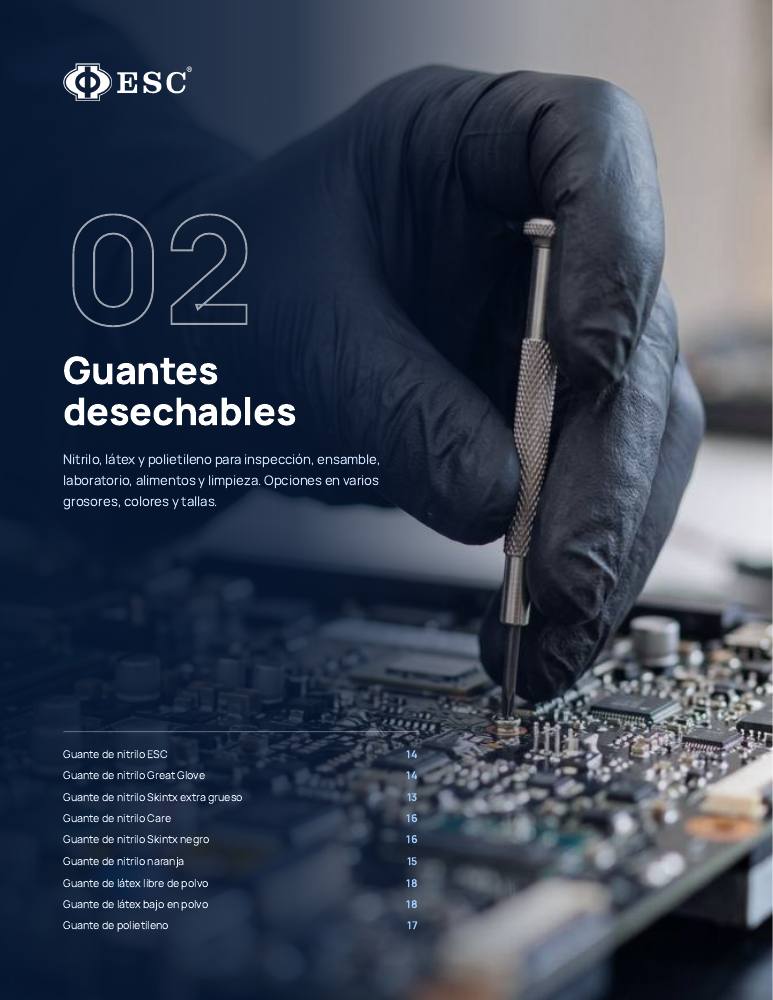 ESC®
02
Guantes
desechables
Nitrilo, látex y polietileno para inspección, ensamble,
laboratorio, alimentos y limpieza. Opciones en varios
grosores, colores y tallas.
Guante de nitrilo ESC 14
Guante de nitrilo Great Glove 14
Guante de nitrilo Skintx extra grueso 13
Guante de nitrilo Care 16
Guante de nitrilo Skintx negro 16
Guante de nitrilo naranja 15
Guante de látex libre de polvo 18
Guante de látex bajo en polvo 18
Guante de polietileno 17